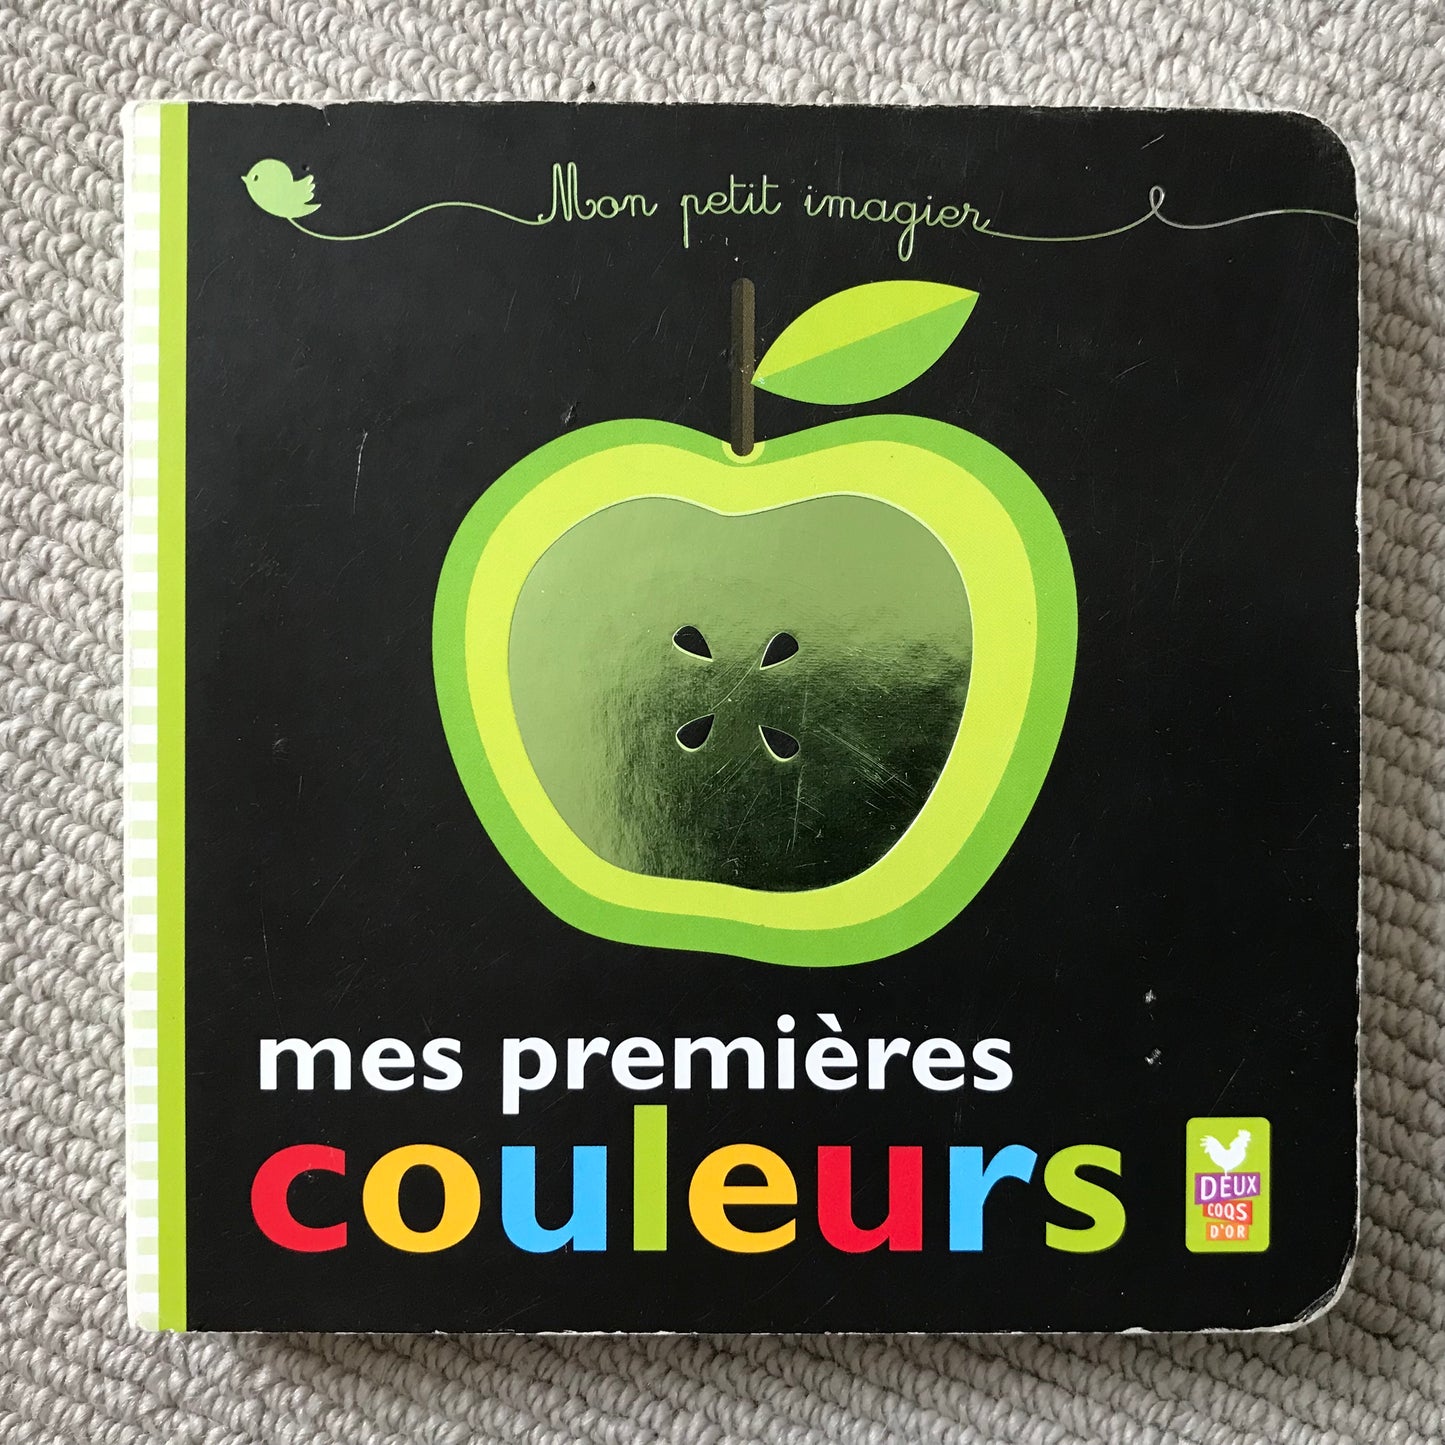 Mon petit imagier
mes premières
couleurs
DEUX
COQS
D'OR